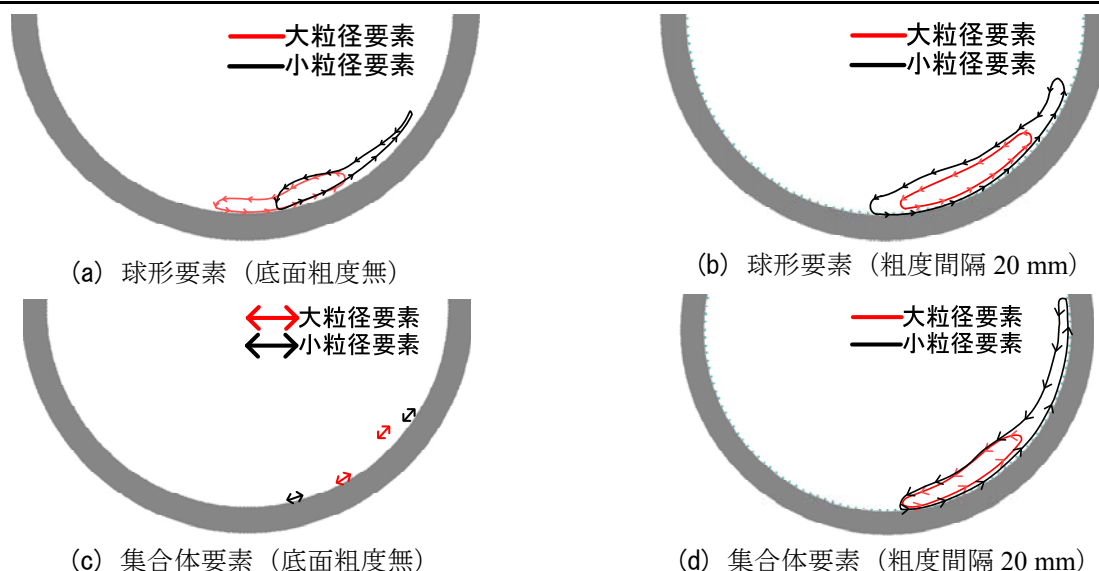 大粒径要素
小粒径要素
(a) 球形要素（底面粗度無）
大粒径要素
小粒径要素
(b) 球形要素（粗度間隔 20 mm）
大粒径要素
小粒径要素
(c) 集合体要素（底面粗度無）
大粒径要素
小粒径要素
(d) 集合体要素（粗度間隔 20 mm）